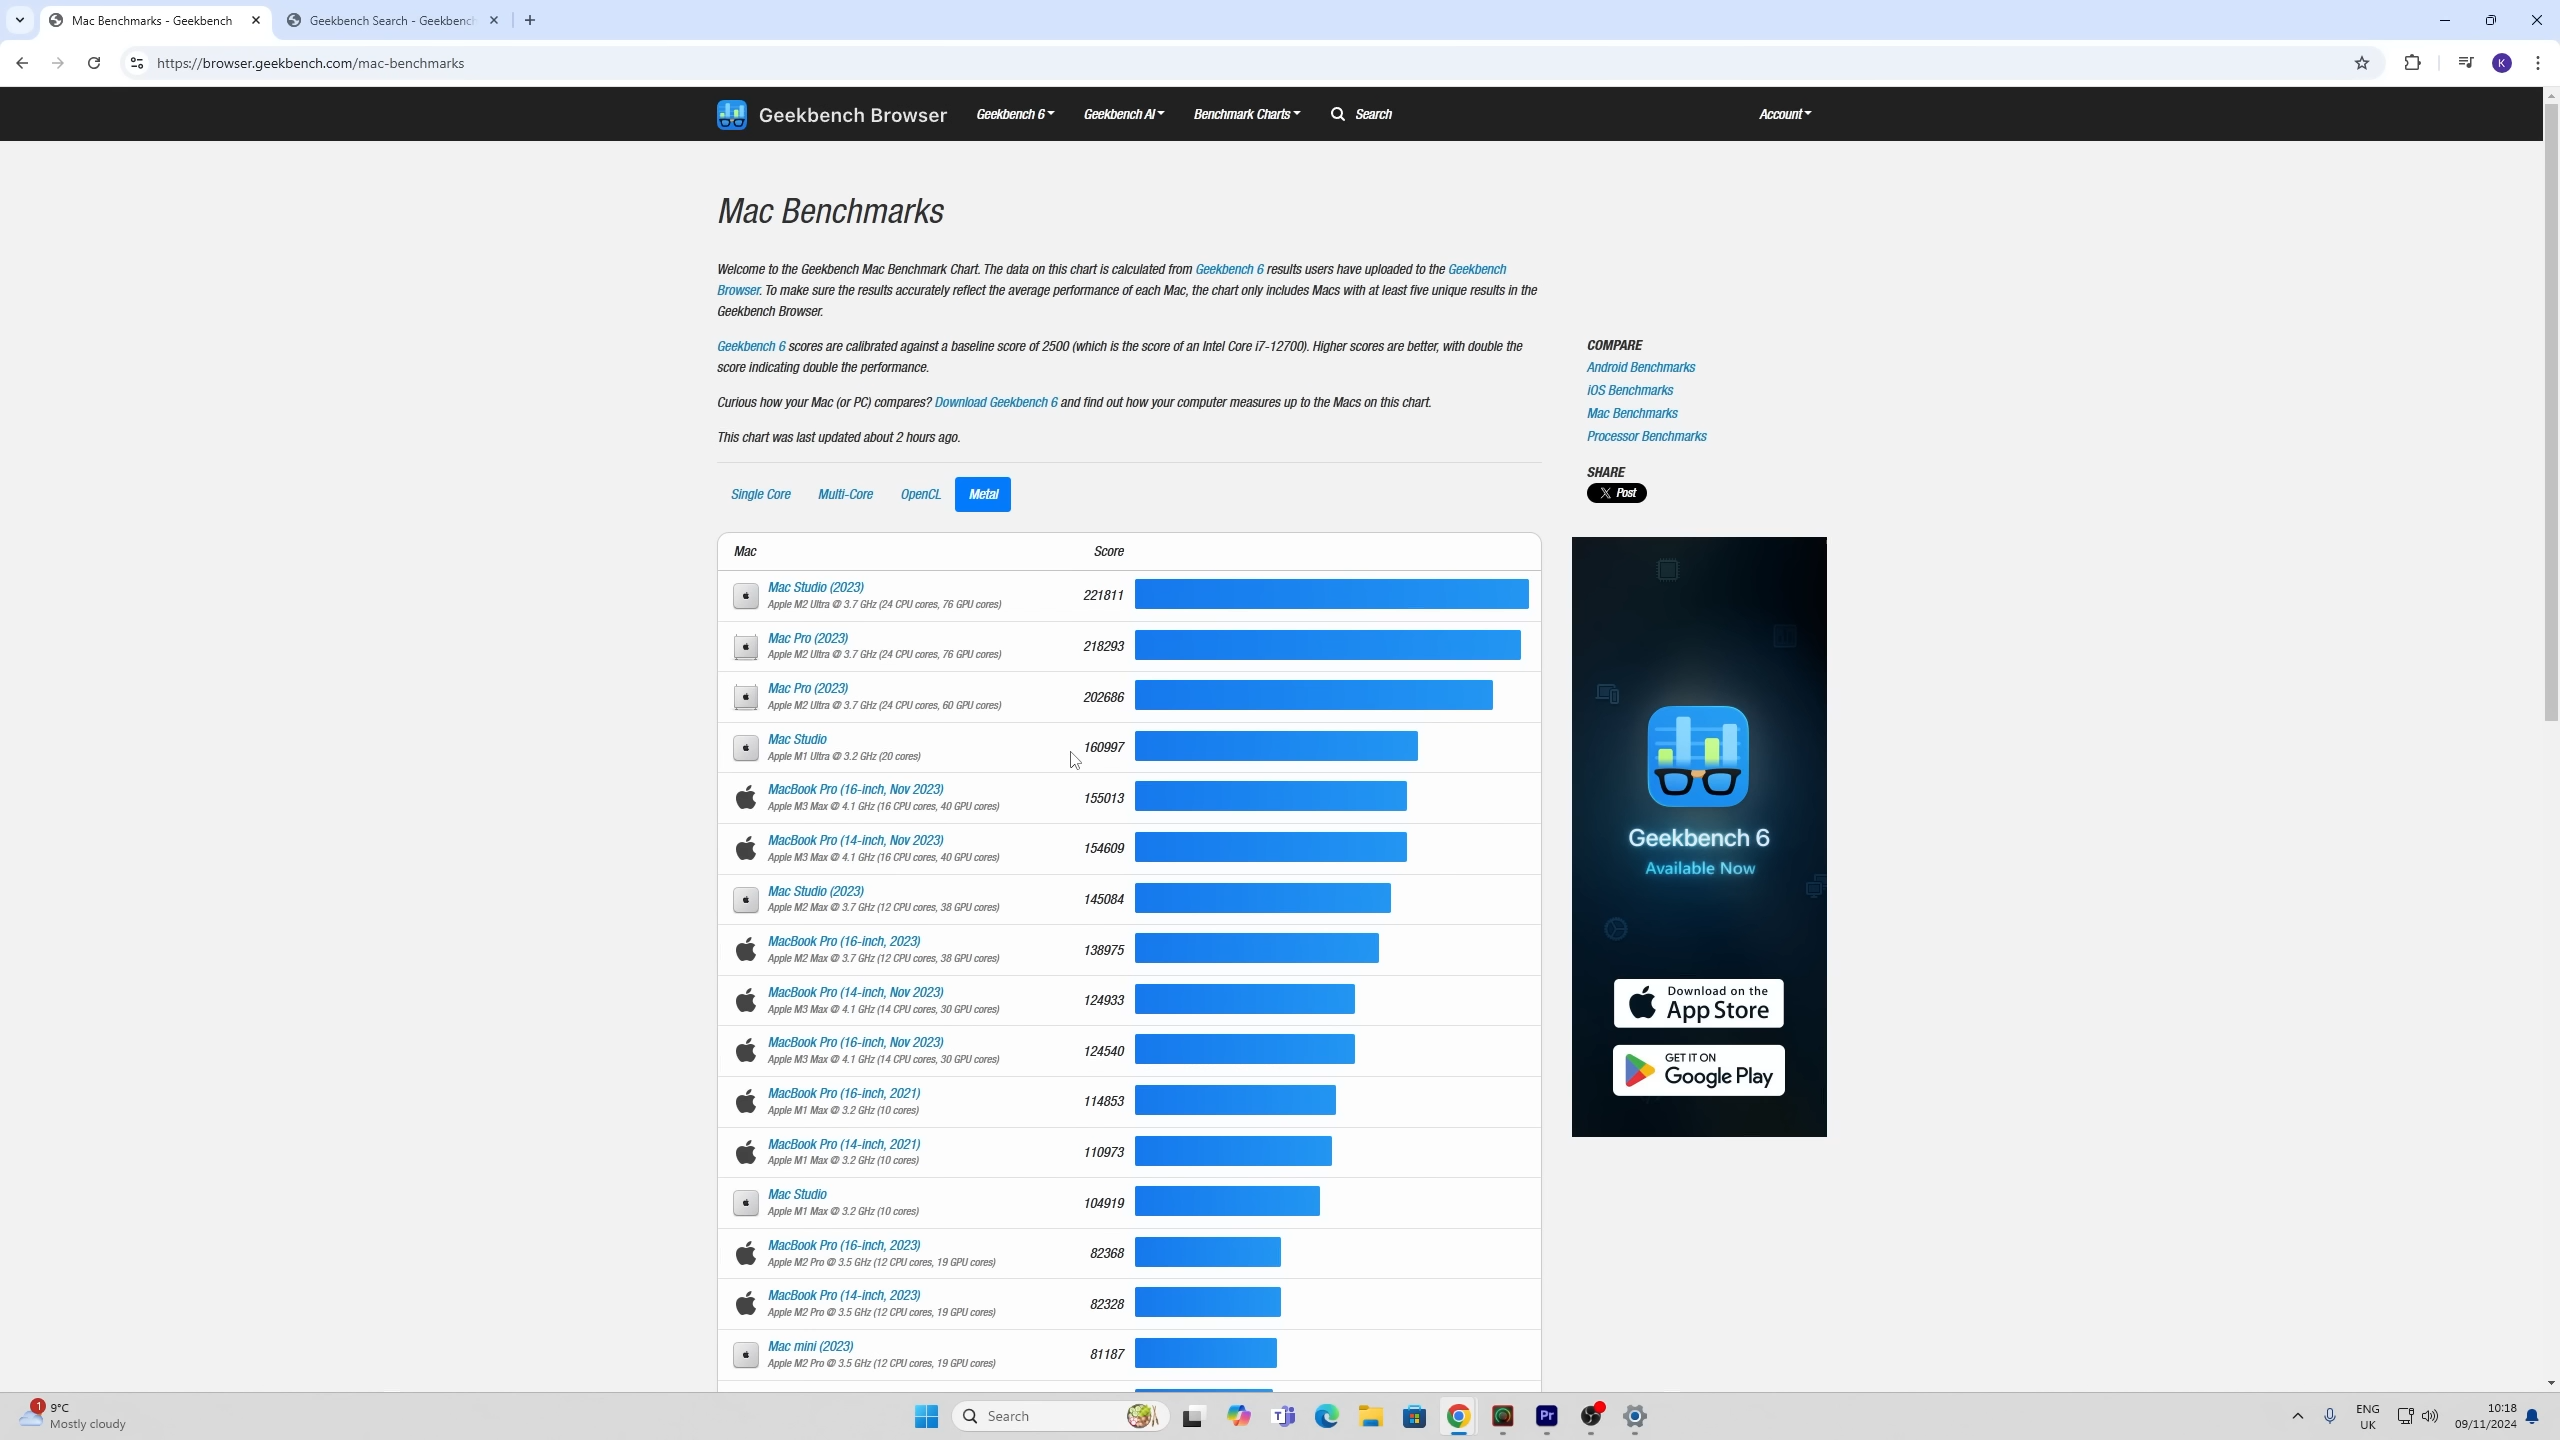 Mac Benchmarks - Geekbench
Geekbench Search - Geekbench
https://browser.geekbench.com/mac-benchmarks
K
Geekbench Browser
Geekbench 6
Geekbench AI
Benchmark Charts
Search
Account
Mac Benchmarks
Welcome to the Geekbench Mac Benchmark Chart. The data on this chart is calculated from Geekbench 6 results users have uploaded to the Geekbench
Browser. To make sure the results accurately reflect the average performance of each Mac, the chart only includes Macs with at least five unique results in the
Geekbench Browser.
Geekbench 6 scores are calibrated against a baseline score of 2500 (which is the score of an Intel Core i7-12700). Higher scores are better, with double the
score indicating double the performance.
Curious how your Mac (or PC) compares? Download Geekbench 6 and find out how your computer measures up to the Macs on this chart.
This chart was last updated about 2 hours ago.
COMPARE
Android Benchmarks
iOS Benchmarks
Mac Benchmarks
Processor Benchmarks
SHARE
Post
Single Core
Multi-Core
OpenCL
Metal
Mac
Score
Mac Studio (2023)
Apple M2 Ultra @ 3.7 GHz (24 CPU cores, 76 GPU cores)
221811
Mac Pro (2023)
Apple M2 Ultra @ 3.7 GHz (24 CPU cores, 76 GPU cores)
218293
Mac Pro (2023)
Apple M2 Ultra @ 3.7 GHz (24 CPU cores, 60 GPU cores)
202686
Mac Studio
Apple M1 Ultra @ 3.2 GHz (20 cores)
160997
MacBook Pro (16-inch, Nov 2023)
Apple M3 Max @ 4.1 GHz (16 CPU cores, 40 GPU cores)
155013
MacBook Pro (14-inch, Nov 2023)
Apple M3 Max @ 4.1 GHz (16 CPU cores, 40 GPU cores)
154609
Mac Studio (2023)
Apple M2 Max @ 3.7 GHz (12 CPU cores, 38 GPU cores)
145084
MacBook Pro (16-inch, 2023)
Apple M2 Max @ 3.7 GHz (12 CPU cores, 38 GPU cores)
138975
MacBook Pro (14-inch, Nov 2023)
Apple M3 Max @ 4.1 GHz (14 CPU cores, 30 GPU cores)
124933
MacBook Pro (16-inch, Nov 2023)
Apple M3 Max @ 4.1 GHz (14 CPU cores, 30 GPU cores)
124540
MacBook Pro (16-inch, 2021)
Apple M1 Max @ 3.2 GHz (10 cores)
114853
MacBook Pro (14-inch, 2021)
Apple M1 Max @ 3.2 GHz (10 cores)
110973
Mac Studio
Apple M1 Max @ 3.2 GHz (10 cores)
104919
MacBook Pro (16-inch, 2023)
Apple M2 Pro @ 3.5 GHz (12 CPU cores, 19 GPU cores)
82368
MacBook Pro (14-inch, 2023)
Apple M2 Pro @ 3.5 GHz (12 CPU cores, 19 GPU cores)
82328
Mac mini (2023)
Apple M2 Pro @ 3.5 GHz (12 CPU cores, 19 GPU cores)
81187
Geekbench 6
Available Now
Download on the
App Store
GET IT ON
Google Play
1
9°C
Mostly cloudy
Search
Pr
ENG
UK
10:18
09/11/2024